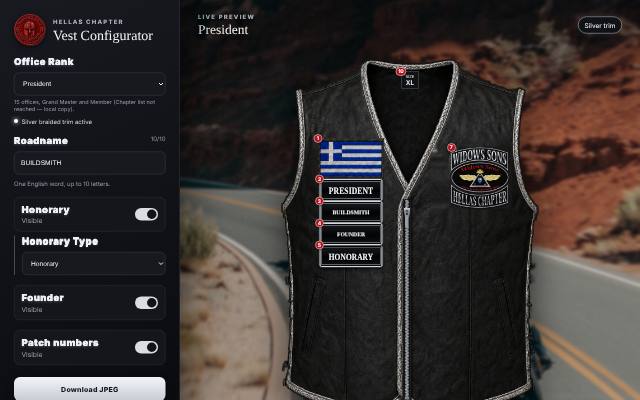 HELLAS CHAPTER
Vest Configurator
Office Rank
President
15 offices, Grand Master and Member (Chapter list not
reached — local copy).
Silver braided trim active
Roadname
10/10
BUILDSMITH
One English word, up to 10 letters.
Honorary
Visible
Honorary Type
Honorary
Founder
Visible
Patch numbers
Visible
Download JPEG
LIVE PREVIEW
President
Silver trim
10
SIZE
XL
1
2
PRESIDENT
3
BUILDSMITH
4
FOUNDER
5
HONORARY
7
WIDOW'S SONS
HELLAS CHAPTER